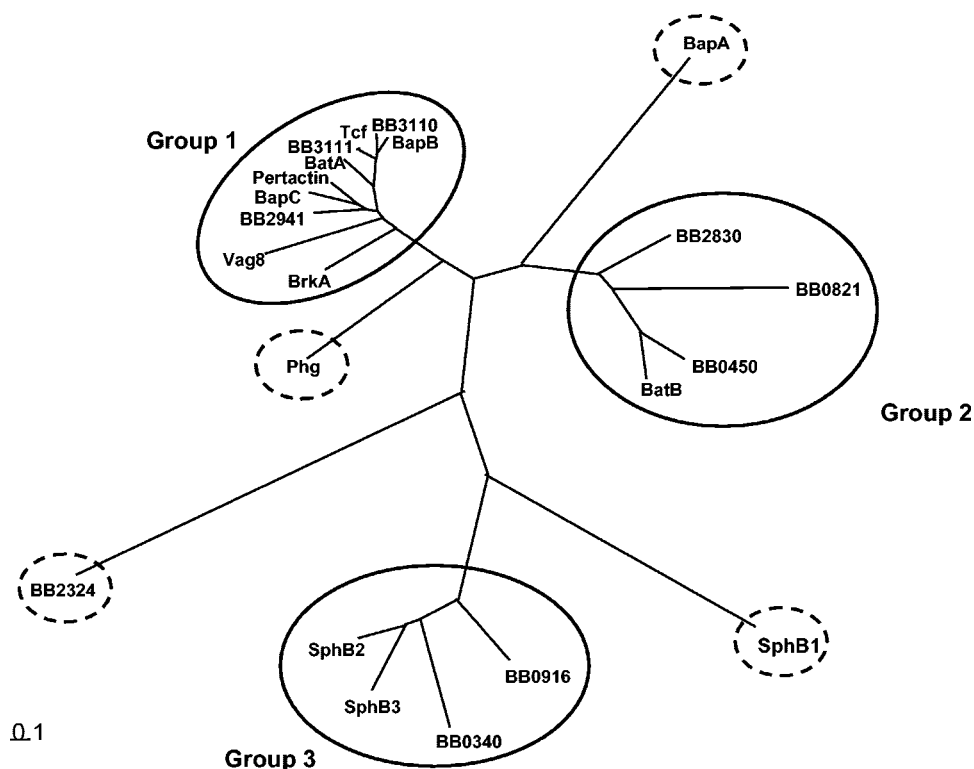 BapA
Group 1
Tcf
BB3110
BB3111
BapB
BatA
Pertactin
BapC
BB2941
Vag8
BrkA
BB2830
BB0821
Phg
BB0450
BatB
Group 2
BB2324
SphB1
SphB2
BB0916
SphB3
BB0340
0.1
Group 3